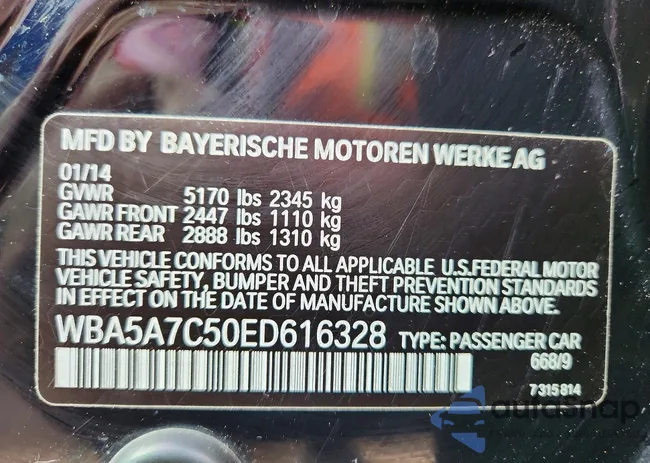 MFD BY BAYERISCHE MOTOREN WERKE AG
01/14
GVWR 5170 lbs 2345 kg
GAWR FRONT 2447 lbs 1110 kg
GAWR REAR 2888 lbs 1310 kg
THIS VEHICLE CONFORMS TO ALL APPLICABLE U.S.FEDERAL MOTOR
VEHICLE SAFETY, BUMPER AND THEFT PREVENTION STANDARDS
IN EFFECT ON THE DATE OF MANUFACTURE SHOWN ABOVE.
WBA5A7C50ED616328 TYPE: PASSENGER CAR
668/9
7315814
autosnap